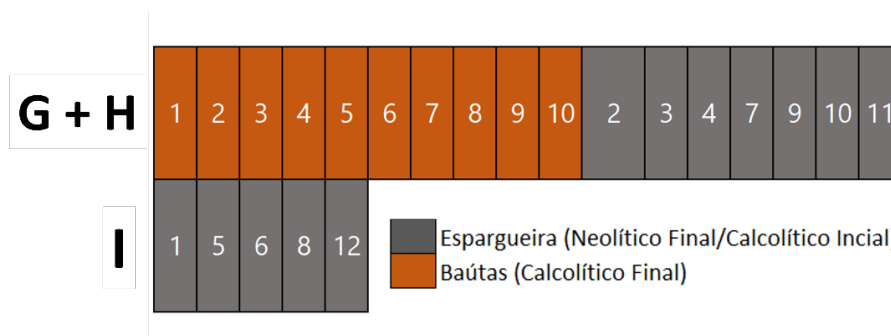 G + H
1 2 3 4 5 6 7 8 9 10 2 3 4 7 9 10 11
I
1 5 6 8 12
Espargueira (Neolítico Final/Calcolítico Incial)
Baútas (Calcolítico Final)